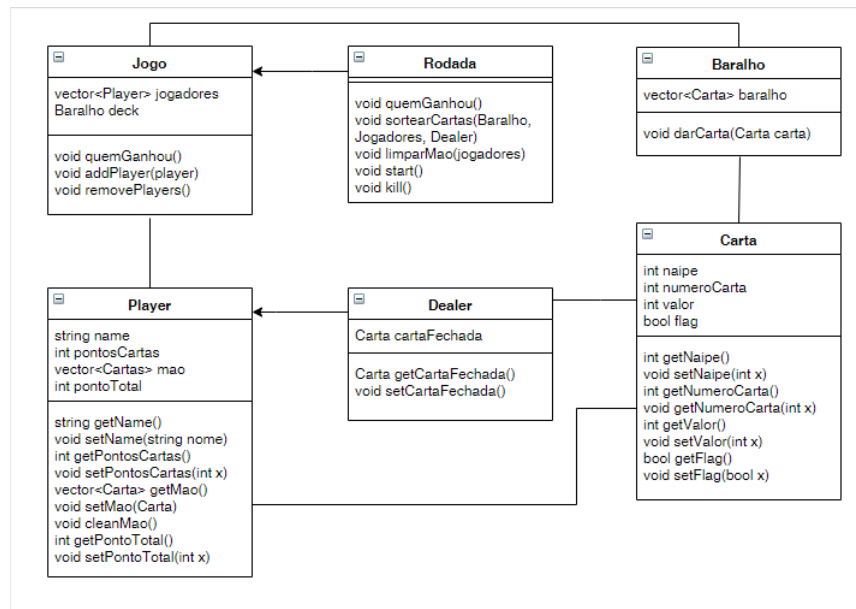 Jogo
vector<Player> jogadores
Baralho deck
void quemGanhou()
void addPlayer(player)
void removePlayers()
Rodada
void quemGanhou()
void sortearCartas(Baralho,
Jogadores, Dealer)
void limparMao(jogadores)
void start()
void kill()
Baralho
vector<Carta> baralho
void darCarta(Carta carta)
Player
string name
int pontosCartas
vector<Cartas> mao
int pontoTotal
string getName()
void setName(string nome)
int getPontosCartas()
void setPontosCartas(int x)
vector<Carta> getMao()
void setMao(Carta)
void cleanMao()
int getPontoTotal()
void setPontoTotal(int x)
Dealer
Carta cartaFechada
Carta getCartaFechada()
void setCartaFechada()
Carta
int naipe
int numeroCarta
int valor
bool flag
int getNaipe()
void setNaipe(int x)
int getNumeroCarta()
void getNumeroCarta(int x)
int getValor()
void setValor(int x)
bool getFlag()
void setFlag(bool x)